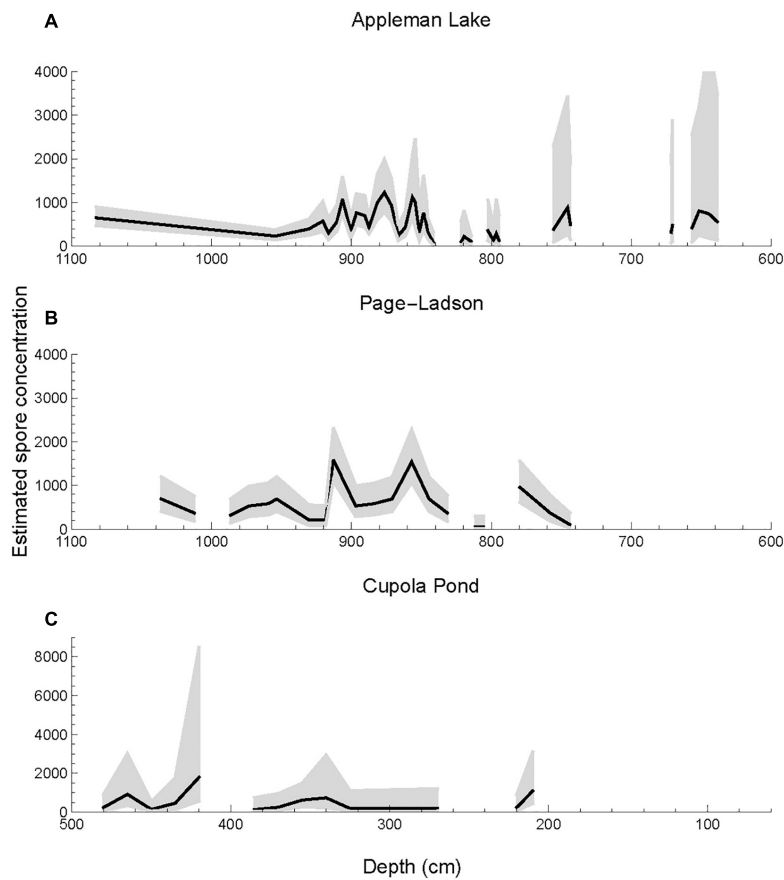 A
Appleman Lake
4000
3000
2000
1000
0
1100 1000 900 800 700 600
B
Page−Ladson
4000
3000
2000
1000
0
1100 1000 900 800 700 600
Estimated spore concentration
C
Cupola Pond
8000
6000
4000
2000
0
500 400 300 200 100
Depth (cm)